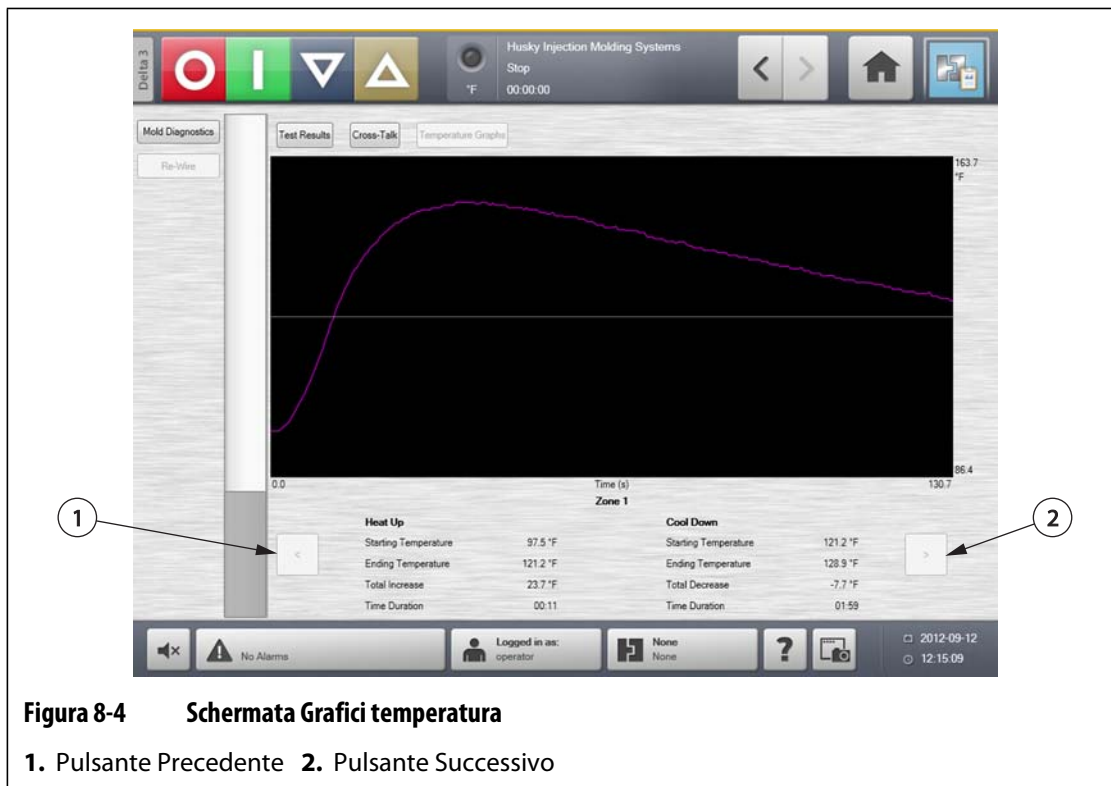 Delta 3
Husky Injection Molding Systems
Stop
°F 00:00:00
Mold Diagnostics
Re-Wire
Test Results Cross-Talk Temperature Graphs
163.7
°F
86.4
0.0 Time (s) 130.7
Zone 1
1
2
< >
Heat Up Cool Down
Starting Temperature 97.5 °F Starting Temperature 121.2 °F
Ending Temperature 121.2 °F Ending Temperature 128.9 °F
Total Increase 23.7 °F Total Decrease -7.7 °F
Time Duration 00:11 Time Duration 01:59
No Alarms
Logged in as:
operator
None
None
?
2012-09-12
12:15:09
Figura 8-4 Schermata Grafici temperatura
1. Pulsante Precedente 2. Pulsante Successivo